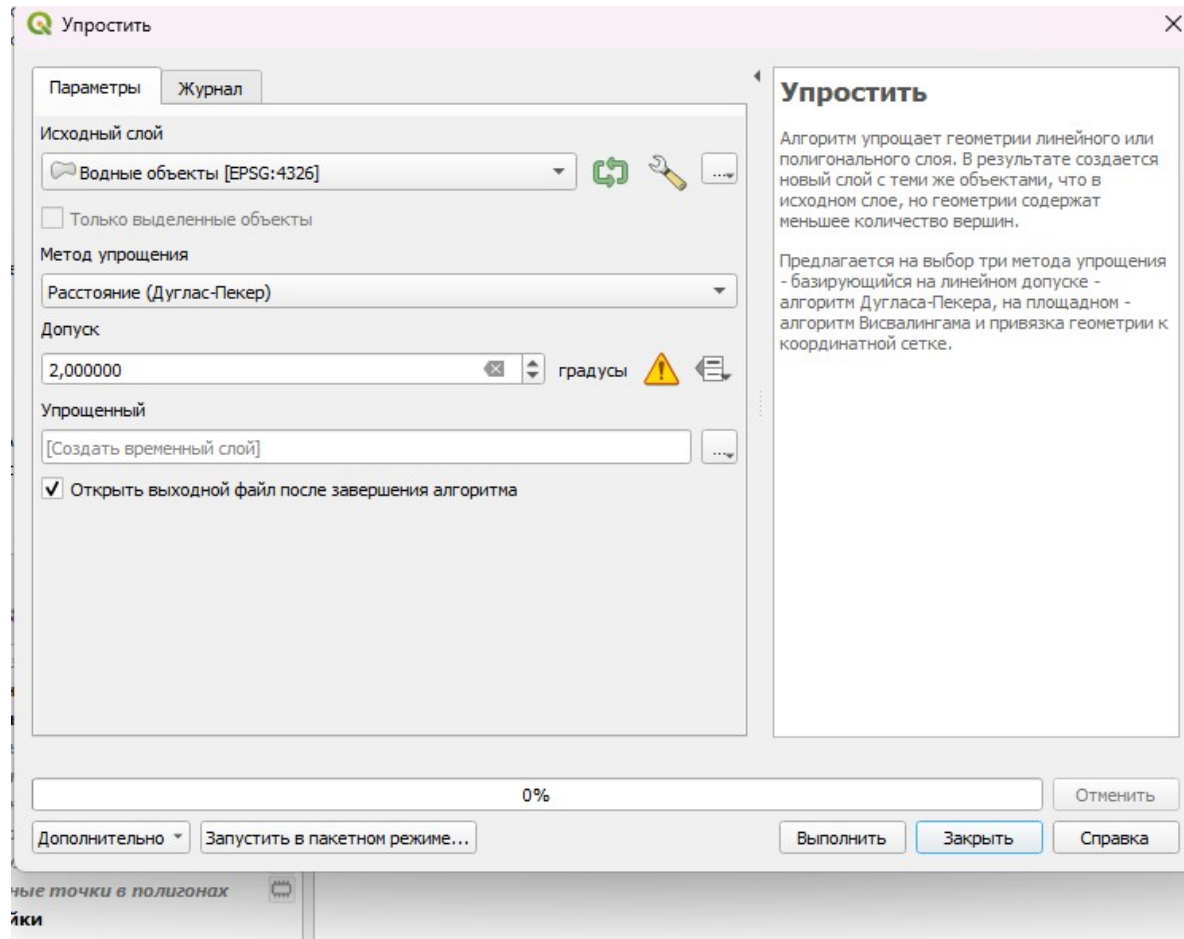 Упростить
Параметры
Журнал
Исходный слой
Водные объекты [EPSG:4326]
Только выделенные объекты
Метод упрощения
Расстояние (Дуглас-Пекер)
Допуск
2,000000
градусы
Упрощенный
[Создать временный слой]
...
Открыть выходной файл после завершения алгоритма
Упростить
Алгоритм упрощает геометрии линейного или
полигонального слоя. В результате создается
новый слой с теми же объектами, что в
исходном слое, но геометрии содержат
меньшее количество вершин.
Предлагается на выбор три метода упрощения
- базирующийся на линейном допуске -
алгоритм Дугласа-Пекера, на площадном -
алгоритм Висвалингама и привязка геометрии к
координатной сетке.
0%
Отменить
Дополнительно
Запустить в пакетном режиме...
Выполнить
Закрыть
Справка
точки в полигонах